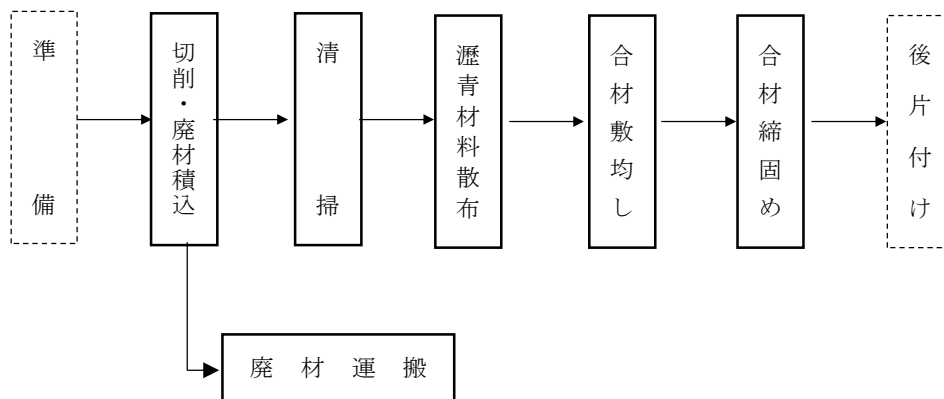 準備
切削・廃材積込
清掃
瀝青材料散布
合材敷均し
合材締固め
後片付け
廃材運搬